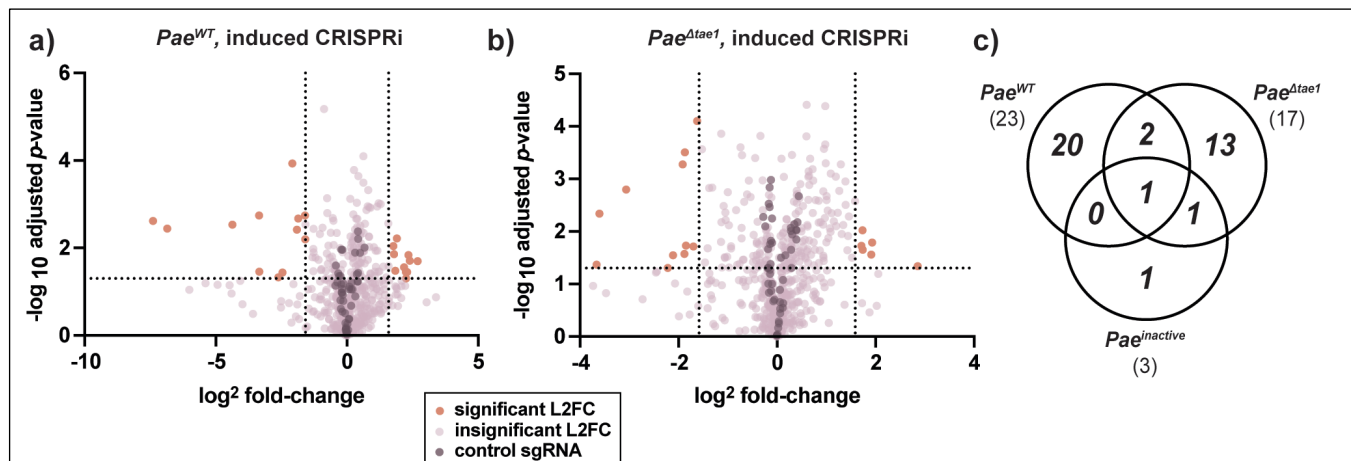 a)
Pae^WT, induced CRISPRi
6
4
2
0
-10
-5
0
5
-log 10 adjusted p-value
log² fold-change
b)
Pae^Δtae1, induced CRISPRi
5
4
3
2
1
0
-4
-2
0
2
4
-log 10 adjusted p-value
log² fold-change
significant L2FC
insignificant L2FC
control sgRNA
c)
Pae^WT
(23)
Pae^Δtae1
(17)
20
2
13
1
0
1
1
Pae^inactive
(3)